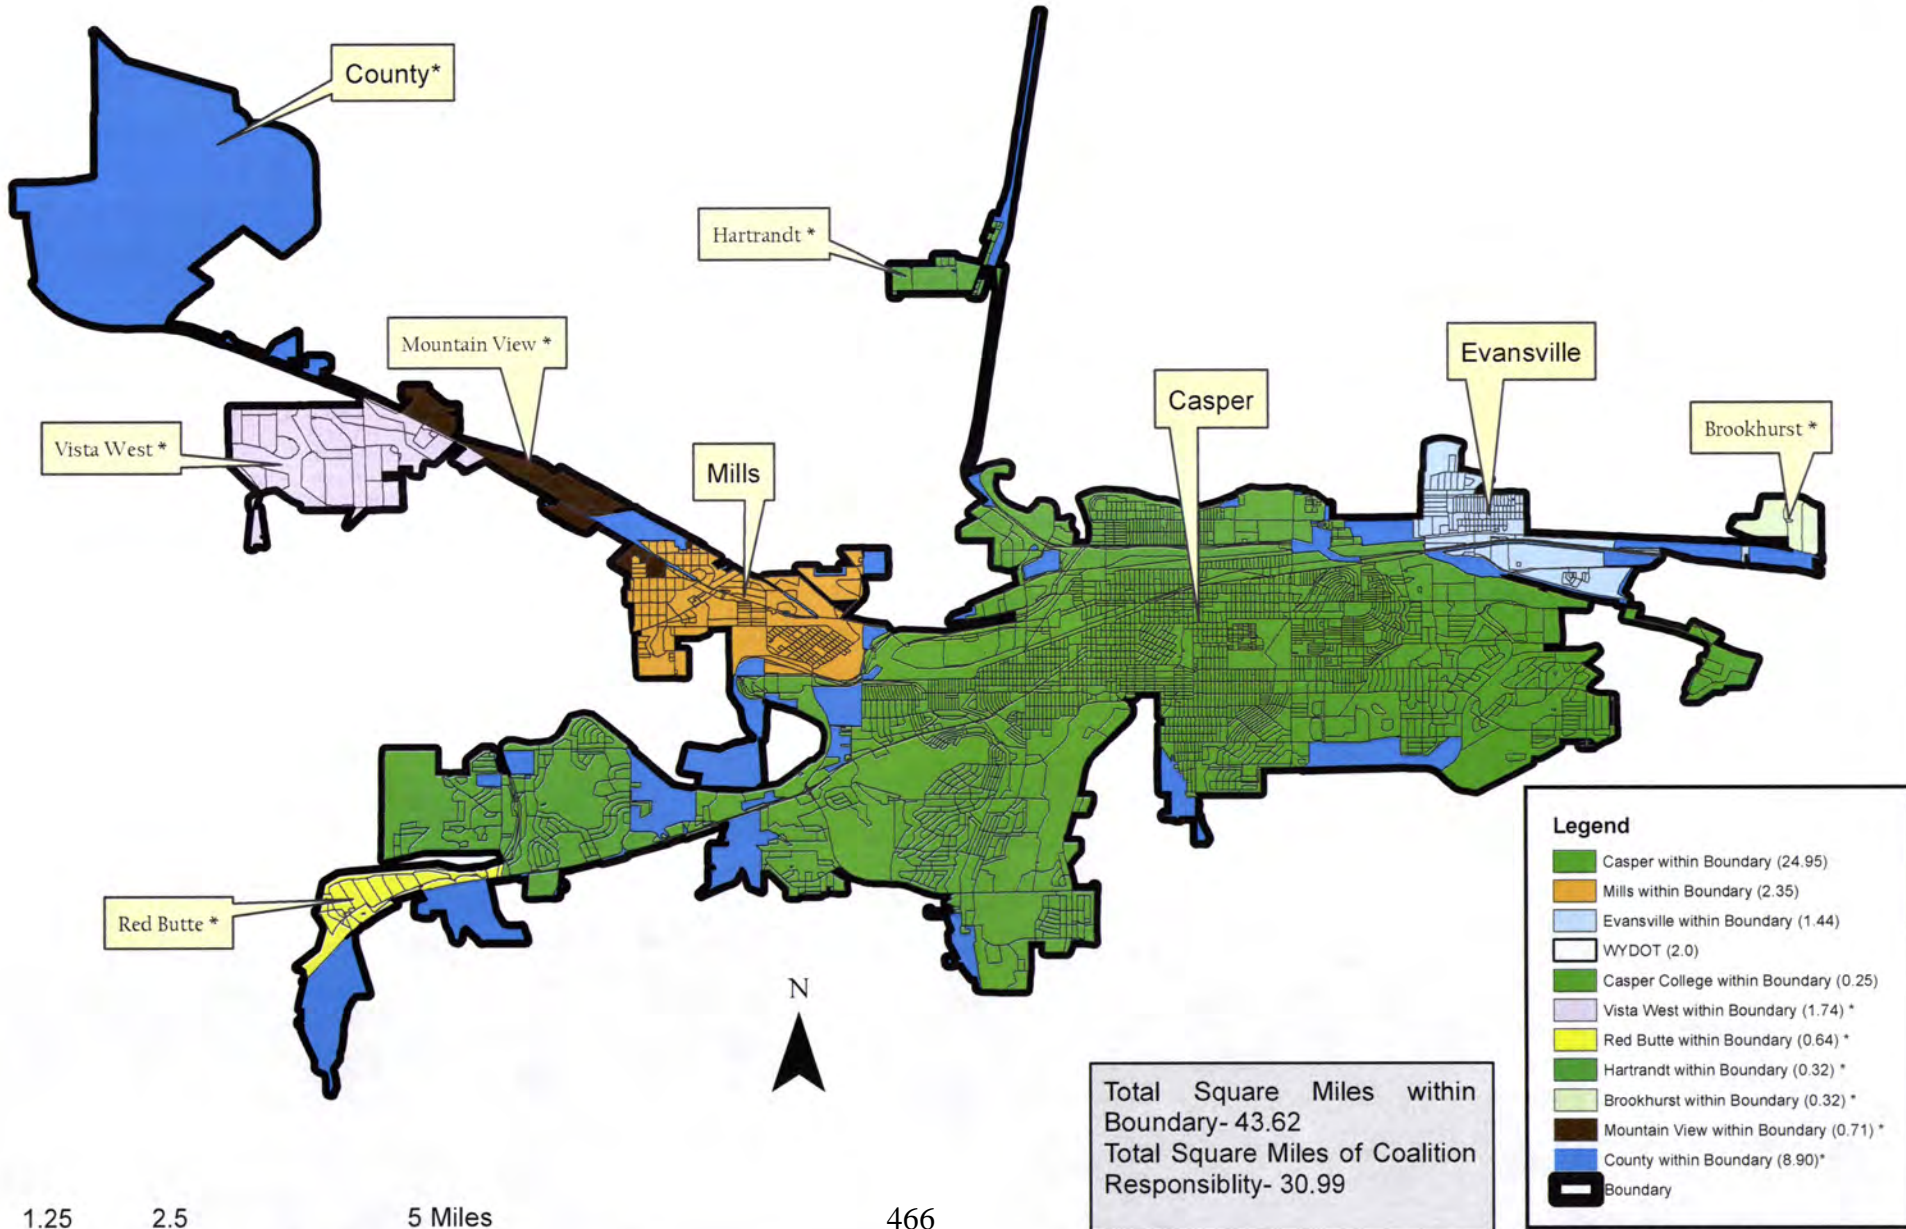 County*
Hartrandt *
Mountain View *
Evansville
Casper
Brookhurst *
Vista West *
Mills
Red Butte *
N
Legend
Casper within Boundary (24.95)
Mills within Boundary (2.35)
Evansville within Boundary (1.44)
WYDOT (2.0)
Casper College within Boundary (0.25)
Vista West within Boundary (1.74) *
Red Butte within Boundary (0.64) *
Hartrandt within Boundary (0.32) *
Brookhurst within Boundary (0.32) *
Mountain View within Boundary (0.71) *
County within Boundary (8.90)*
Boundary
Total Square Miles within
Boundary- 43.62
Total Square Miles of Coalition
Responsiblity- 30.99
1.25 2.5 5 Miles
466